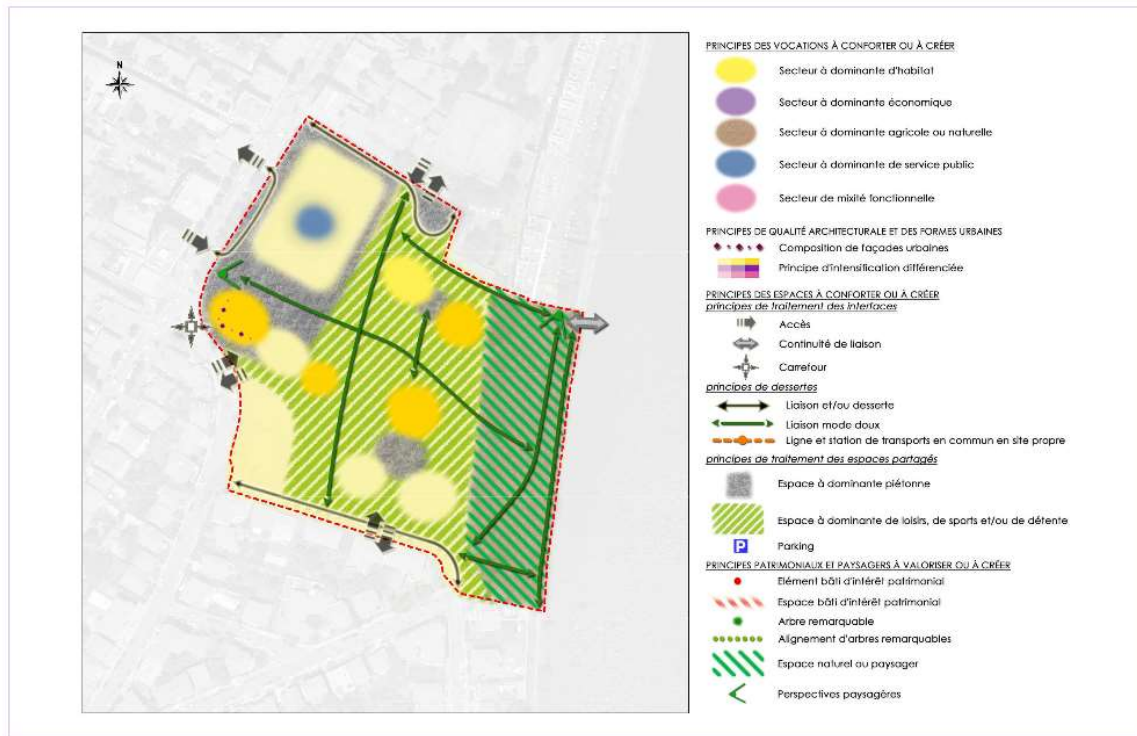 N
PRINCIPES DES VOCATIONS À CONFORTER OU À CRÉER
Secteur à dominante d'habitat
Secteur à dominante économique
Secteur à dominante agricole ou naturelle
Secteur à dominante de service public
Secteur de mixité fonctionnelle
PRINCIPES DE QUALITÉ ARCHITECTURALE ET DES FORMES URBAINES
Composition de façades urbaines
Principe d'intensification différenciée
PRINCIPES DES ESPACES À CONFORTER OU À CRÉER
principes de traitement des interfaces
Accès
Continuité de liaison
Carrefour
principes de dessertes
Liaison et/ou desserte
Liaison mode doux
Ligne et station de transports en commun en site propre
principes de traitement des espaces partagés
Espace à dominante piétonne
Espace à dominante de loisirs, de sports et/ou de détente
P Parking
PRINCIPES PATRIMONIAUX ET PAYSAGERS À VALORISER OU À CRÉER
Elément bâti d'intérêt patrimonial
Espace bâti d'intérêt patrimonial
Arbre remarquable
Alignement d'arbres remarquables
Espace naturel ou paysager
Perspectives paysagères